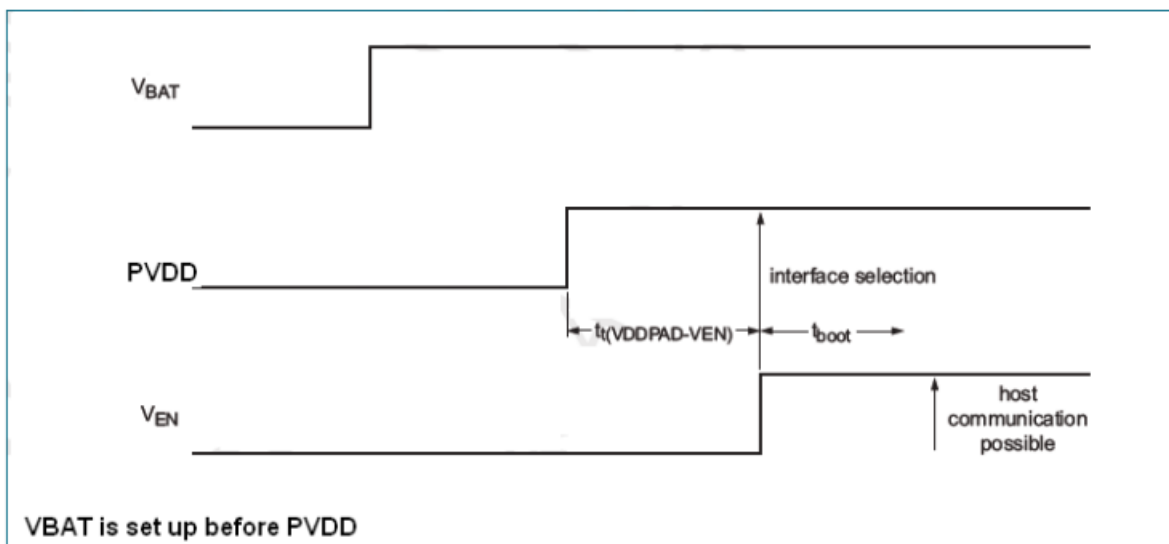 VBAT
PVDD
interface selection
tt(VDDPAD-VEN)
tboot
VEN
host
communication
possible
VBAT is set up before PVDD